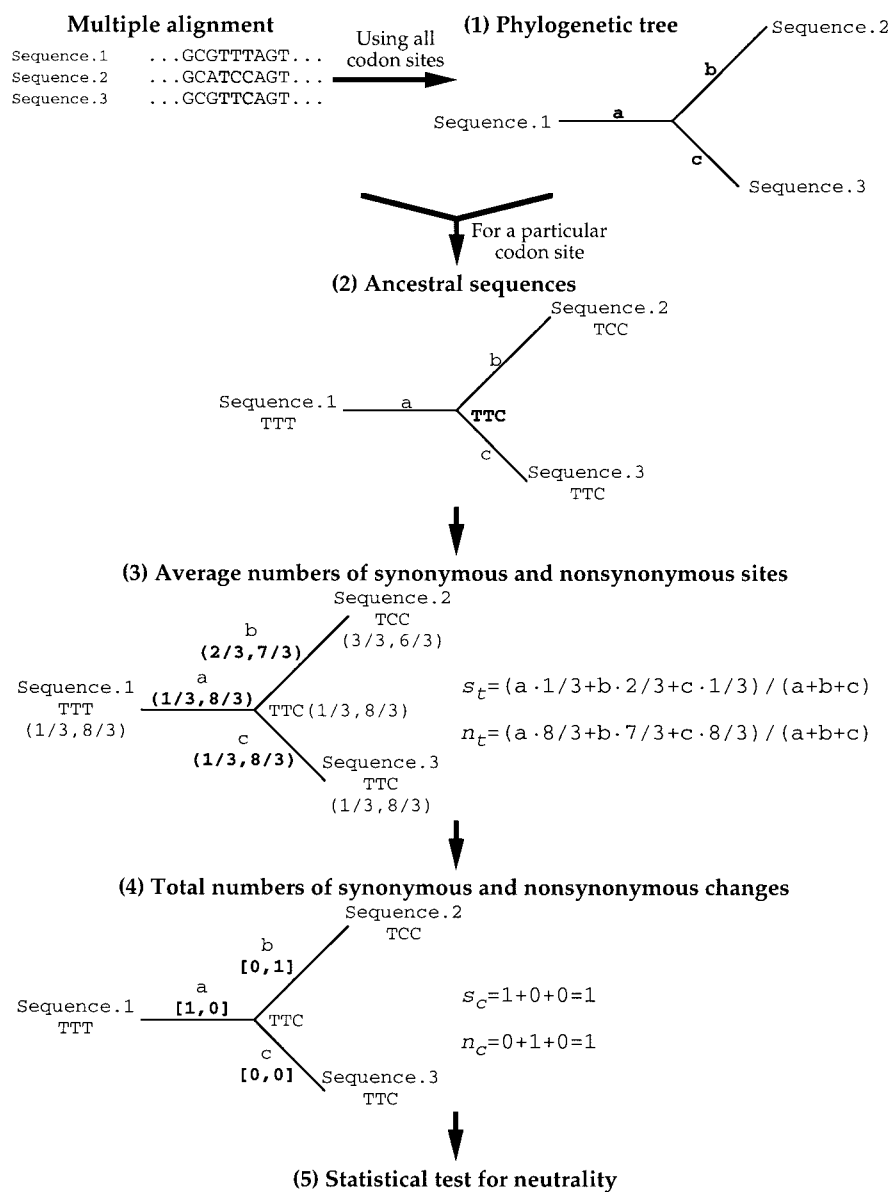 Multiple alignment
Sequence.1 ...GCGTTTAGT...
Sequence.2 ...GCATCCAGT...
Sequence.3 ...GCGTTCAGT...
Using all
codon sites
(1) Phylogenetic tree
Sequence.2
b
Sequence.1
a
c
Sequence.3
For a particular
codon site
(2) Ancestral sequences
Sequence.2
TCC
b
Sequence.1
TTT
a
TTC
c
Sequence.3
TTC
(3) Average numbers of synonymous and nonsynonymous sites
Sequence.2
TCC
(3/3,6/3)
b
(2/3,7/3)
a
(1/3,8/3)
Sequence.1
TTT
(1/3,8/3)
TTC(1/3,8/3)
c
(1/3,8/3)
Sequence.3
TTC
(1/3,8/3)
st=(a·1/3+b·2/3+c·1/3)/(a+b+c)
nt=(a·8/3+b·7/3+c·8/3)/(a+b+c)
(4) Total numbers of synonymous and nonsynonymous changes
Sequence.2
TCC
b
[0,1]
a
[1,0]
Sequence.1
TTT
TTC
c
[0,0]
Sequence.3
TTC
sc=1+0+0=1
nc=0+1+0=1
(5) Statistical test for neutrality